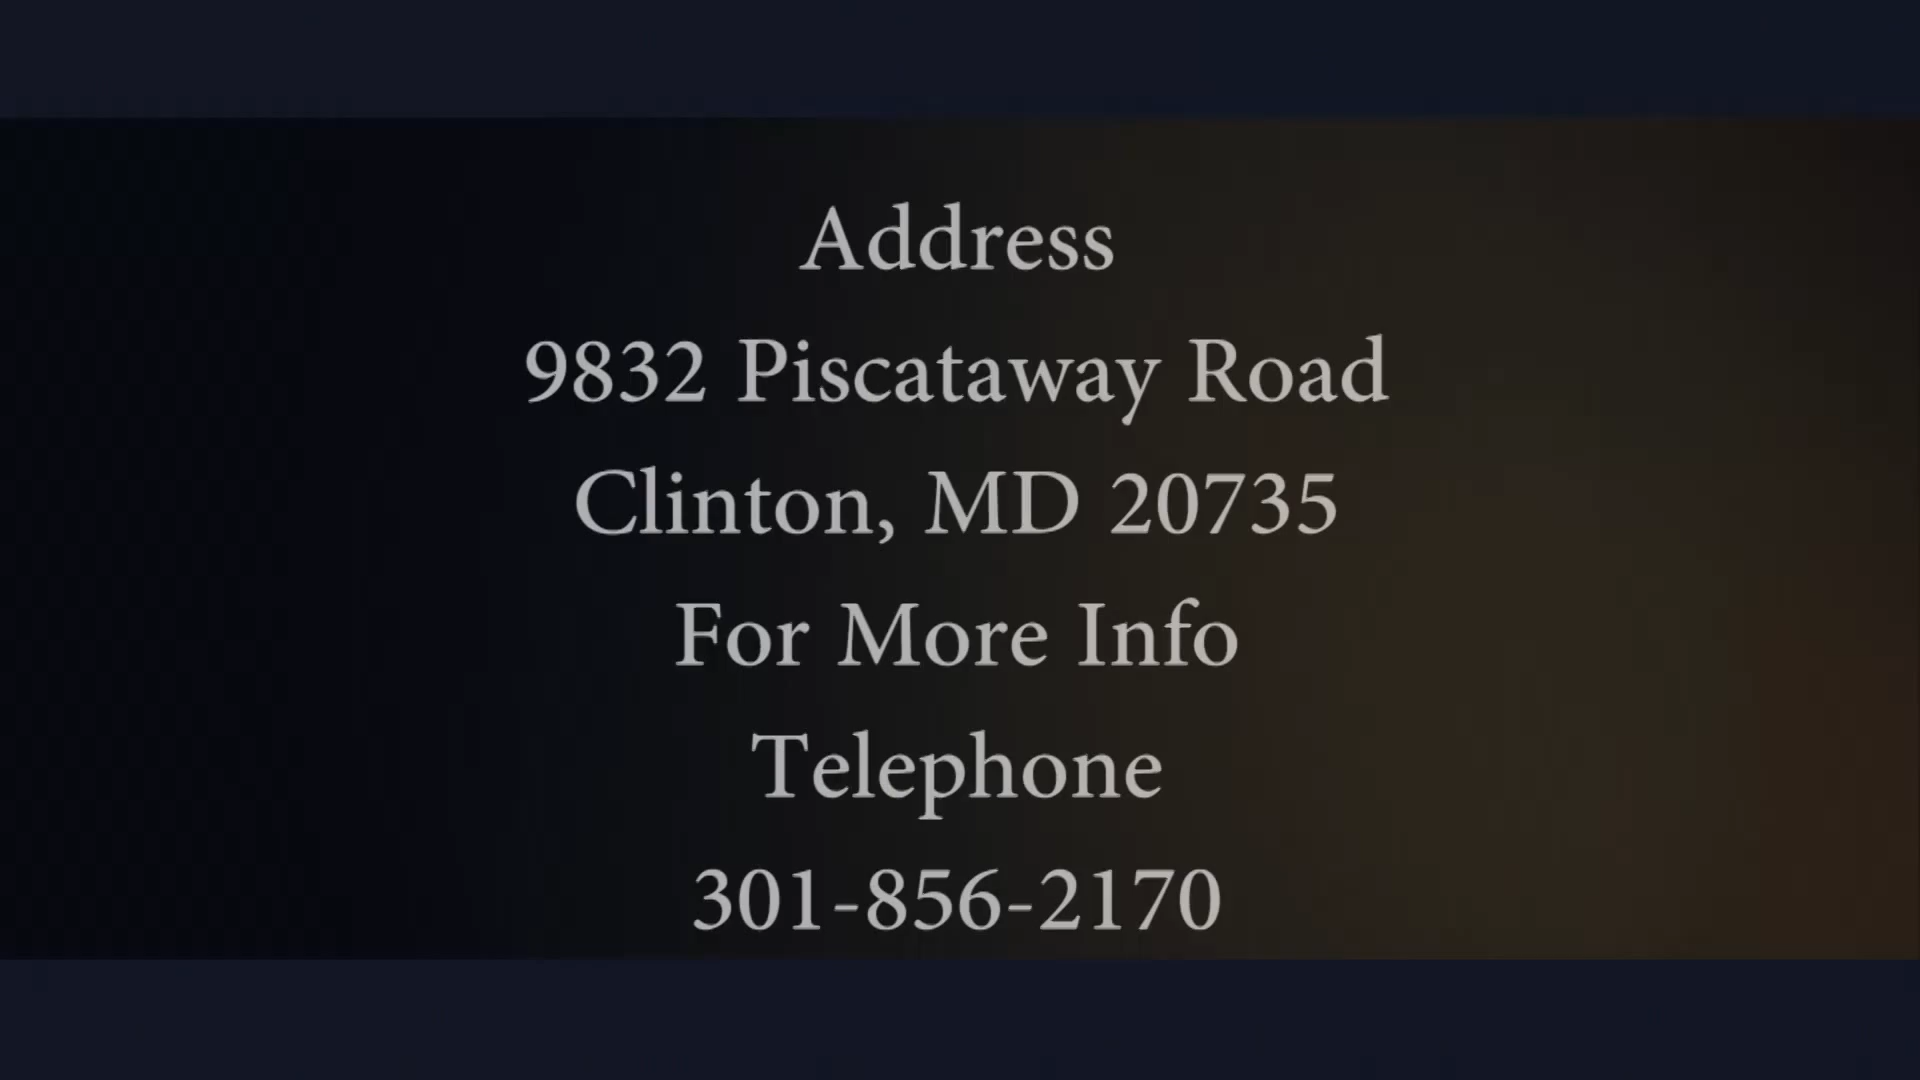 Address
9832 Piscataway Road
Clinton, MD 20735
For More Info
Telephone
301-856-2170